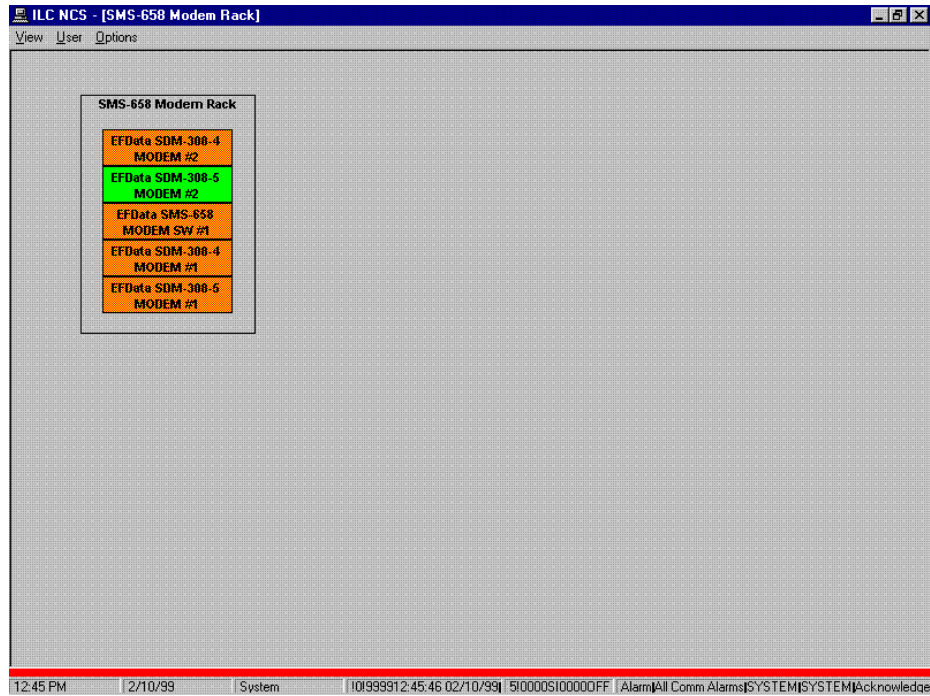 ILC NCS - [SMS-658 Modem Rack]
View User Options
SMS-658 Modem Rack
EFData SDM-308-4
MODEM #2
EFData SDM-308-5
MODEM #2
EFData SMS-658
MODEM SW #1
EFData SDM-308-4
MODEM #1
EFData SDM-308-5
MODEM #1
12:45 PM 2/10/99 System !0!999912:45:46 02/10/99| 5!0000S!00000FF Alarm|All Comm Alarms|SYSTEM|SYSTEM|Acknowledge